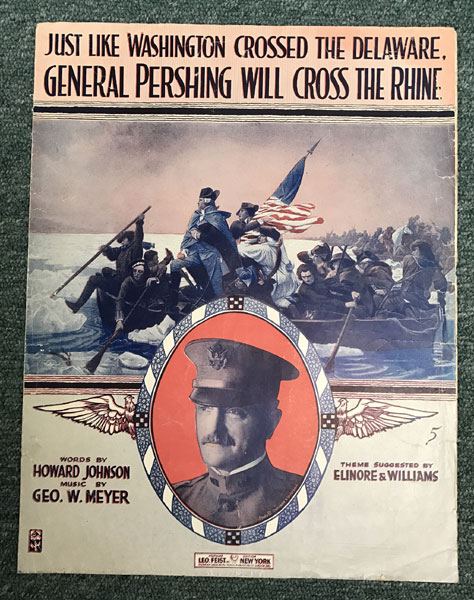 JUST LIKE WASHINGTON CROSSED THE DELAWARE,
GENERAL PERSHING WILL CROSS THE RHINE.
WORDS BY
HOWARD JOHNSON
MUSIC BY
GEO. W. MEYER
5
THEME SUGGESTED BY
ELINORE & WILLIAMS
LEO. FEIST NEW YORK